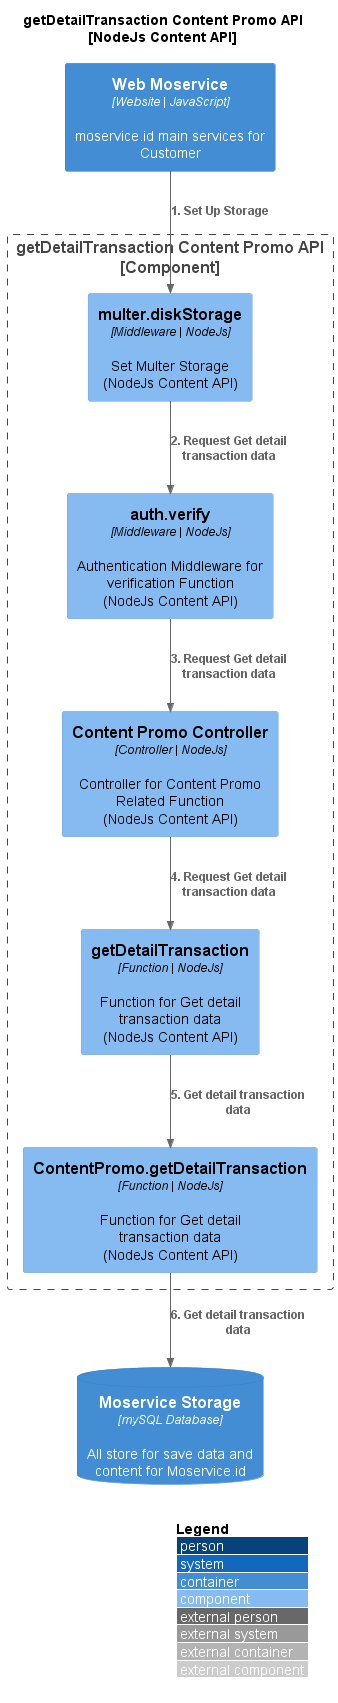 getDetailTransaction Content Promo API
[NodeJs Content API]
Web Moservice
[Website | JavaScript]
moservice.id main services for
Customer
1. Set Up Storage
getDetailTransaction Content Promo API
[Component]
multer.diskStorage
[Middleware | NodeJs]
Set Multer Storage
(NodeJs Content API)
2. Request Get detail
transaction data
auth.verify
[Middleware | NodeJs]
Authentication Middleware for
verification Function
(NodeJs Content API)
3. Request Get detail
transaction data
Content Promo Controller
[Controller | NodeJs]
Controller for Content Promo
Related Function
(NodeJs Content API)
4. Request Get detail
transaction data
getDetailTransaction
[Function | NodeJs]
Function for Get detail
transaction data
(NodeJs Content API)
5. Get detail transaction
data
ContentPromo.getDetailTransaction
[Function | NodeJs]
Function for Get detail
transaction data
(NodeJs Content API)
6. Get detail transaction
data
Moservice Storage
[mySQL Database]
All store for save data and
content for Moservice.id
Legend
person
system
container
component
external person
external system
external container
external component